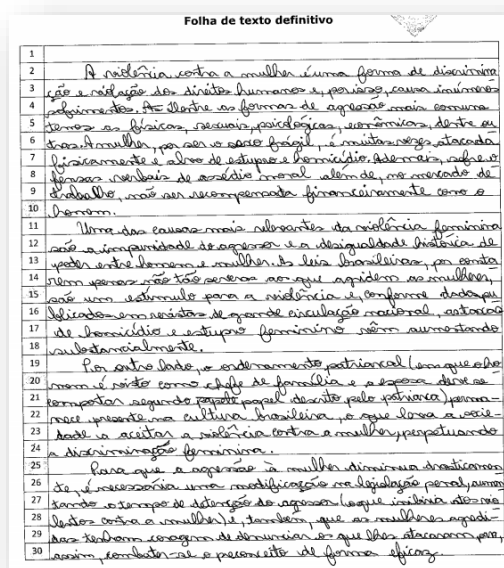 Folha de texto definitivo
1
2 A violência contra a mulher é uma forma de discrimina
3 ção e violação dos direitos humanos e, por isso, causa inúmeros
4 sofrimentos. As Dentre as formas de agressão mais comuns
5 temos as físicas, sexuais, psicológicas, econômicas, dentre ou
6 tras. A mulher, por ser o sexo frágil, é muitas vezes atacada
7 fisicamente e alvo de estupro e homicídio. Ademais, sofre o
8 fensas verbais de assédio moral além de, no mercado de
9 trabalho, não ser recompensada financeiramente como o
10 homem.
11 Uma das causas mais relevantes da violência feminina
12 são a impunidade do agressor e a desigualdade histórica de
13 poder entre homem e mulher. As leis brasileiras, por consta
14 rem penas não tão severas aos que agridem as mulheres,
15 são um estímulo para a violência e, conforme dados pu
16 blicados em revistas de grande circulação nacional, as taxas
17 de homicídio e estupro feminino vêm aumentando
18 substancialmente.
19 Por outro lado, o ordenamento patriarcal (em que o ho
20 mem é visto como chefe de família e a esposa deve se
21 comportar segundo papel descrito pelo patriarca) perma-
22 nece presente na cultura brasileira, o que leva a socie
23 dade a aceitar a violência contra a mulher, perpetuando
24 a discriminação feminina.
25 Para que a agressão à mulher diminua drasticamen
26 te, é necessária uma modificação na legislação penal, aumen
27 tando o tempo de detenção do agressor (o que inibiria atos vio
28 lentos contra a mulher) e, também, que as mulheres agredi-
29 das tenham coragem de denunciar os que lhes atacaram para,
30 assim, combater-se o preconceito de forma eficaz.